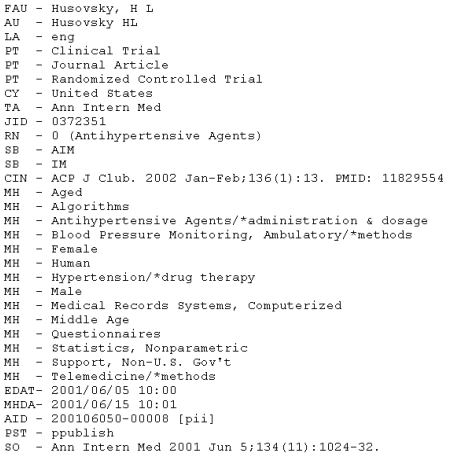 FAU - Husovsky, H L
AU - Husovsky HL
LA - eng
PT - Clinical Trial
PT - Journal Article
PT - Randomized Controlled Trial
CY - United States
TA - Ann Intern Med
JID - 0372351
RN - 0 (Antihypertensive Agents)
SB - AIM
SB - IM
CIN - ACP J Club. 2002 Jan-Feb;136(1):13. PMID: 11829554
MH - Aged
MH - Algorithms
MH - Antihypertensive Agents/*administration & dosage
MH - Blood Pressure Monitoring, Ambulatory/*methods
MH - Female
MH - Human
MH - Hypertension/*drug therapy
MH - Male
MH - Medical Records Systems, Computerized
MH - Middle Age
MH - Questionnaires
MH - Statistics, Nonparametric
MH - Support, Non-U.S. Gov't
MH - Telemedicine/*methods
EDAT- 2001/06/05 10:00
MHDA- 2001/06/15 10:01
AID - 200106050-00008 [pii]
PST - ppublish
SO - Ann Intern Med 2001 Jun 5;134(11):1024-32.